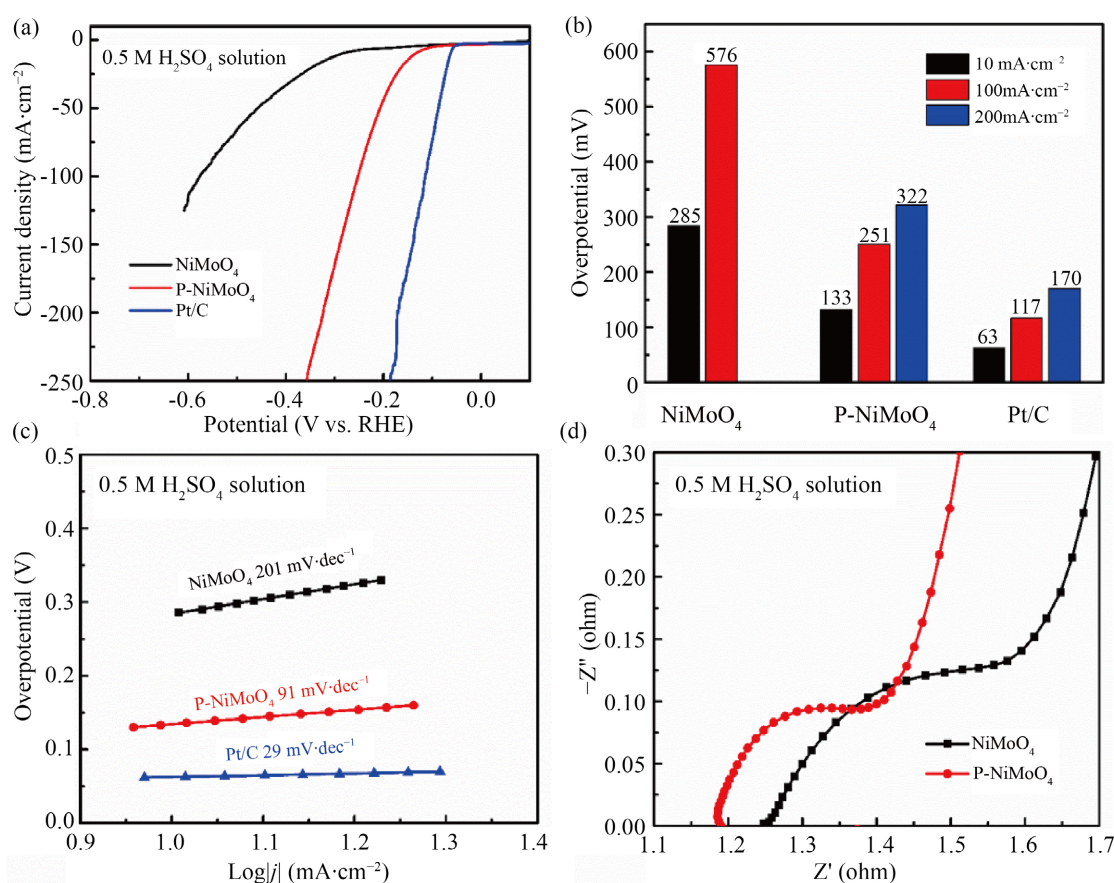 (a)
0.5 M H₂SO₄ solution
NiMoO₄
P-NiMoO₄
Pt/C
0
-50
-100
-150
-200
-250
-0.8
-0.6
-0.4
-0.2
0.0
Current density (mA·cm⁻²)
Potential (V vs. RHE)
(b)
10 mA·cm⁻²
100mA·cm⁻²
200mA·cm⁻²
600
500
400
300
200
100
0
285
576
133
251
322
63
117
170
NiMoO₄
P-NiMoO₄
Pt/C
Overpotential (mV)
(c)
0.5 M H₂SO₄ solution
NiMoO₄ 201 mV·dec⁻¹
P-NiMoO₄ 91 mV·dec⁻¹
Pt/C 29 mV·dec⁻¹
0.5
0.4
0.3
0.2
0.1
0.0
1.0
1.1
1.2
1.3
1.4
Overpotential (V)
Log|j| (mA·cm⁻²)
(d)
0.5 M H₂SO₄ solution
NiMoO₄
P-NiMoO₄
0.30
0.25
0.20
0.15
0.10
0.05
0.00
1.1
1.2
1.3
1.4
1.5
1.6
1.7
−Z″ (ohm)
Z′ (ohm)